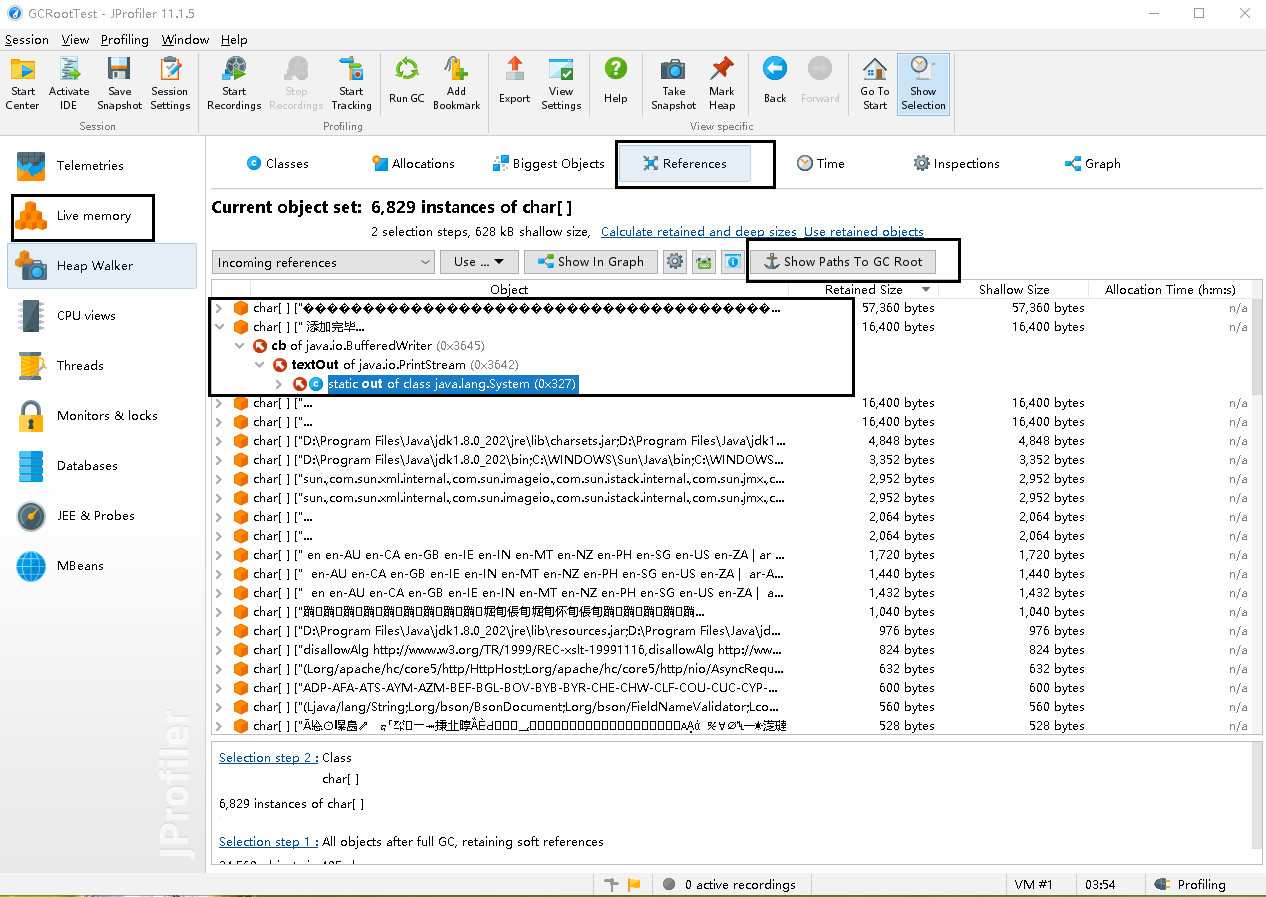 GCRootTest - JProfiler 11.1.5
Session View Profiling Window Help
Start Center
Activate IDE
Save Snapshot
Session Settings
Start Recordings
Stop Recordings
Start Tracking
Run GC
Add Bookmark
Export
View Settings
Help
Take Snapshot
Mark Heap
Back
Forward
Go To Start
Show Selection
Session Profiling View specific
Telemetries
Live memory
Heap Walker
CPU views
Threads
Monitors & locks
Databases
JEE & Probes
MBeans
JProfiler
Classes Allocations Biggest Objects References Time Inspections Graph
Current object set: 6,829 instances of char[ ]
2 selection steps, 628 kB shallow size, Calculate retained and deep sizes Use retained objects
Incoming references Use ... Show In Graph Show Paths To GC Root
Object Retained Size Shallow Size Allocation Time (h:m:s)
char[ ] ["���������������������������������������... 57,360 bytes 57,360 bytes n/a
char[ ] [" 添加完毕... 16,400 bytes 16,400 bytes n/a
cb of java.io.BufferedWriter (0x3645)
textOut of java.io.PrintStream (0x3642)
static out of class java.lang.System (0x327)
char[ ] ["... 16,400 bytes 16,400 bytes n/a
char[ ] ["... 16,400 bytes 16,400 bytes n/a
char[ ] ["D:\Program Files\Java\jdk1.8.0_202\jre\lib\charsets.jar;D:\Program Files\Java\jdk1... 4,848 bytes 4,848 bytes n/a
char[ ] ["D:\Program Files\Java\jdk1.8.0_202\bin;C:\WINDOWS\Sun\Java\bin;C:\WINDOWS... 3,352 bytes 3,352 bytes n/a
char[ ] ["sun.,com.sun.xml.internal.,com.sun.imageio.,com.sun.istack.internal.,com.sun.jmx.,c... 2,952 bytes 2,952 bytes n/a
char[ ] ["sun.,com.sun.xml.internal.,com.sun.imageio.,com.sun.istack.internal.,com.sun.jmx.,c... 2,952 bytes 2,952 bytes n/a
char[ ] ["... 2,064 bytes 2,064 bytes n/a
char[ ] ["... 2,064 bytes 2,064 bytes n/a
char[ ] [" en en-AU en-CA en-GB en-IE en-IN en-MT en-NZ en-PH en-SG en-US en-ZA | ar ... 1,720 bytes 1,720 bytes n/a
char[ ] [" en-AU en-CA en-GB en-IE en-IN en-MT en-NZ en-PH en-SG en-US en-ZA | ar-A... 1,440 bytes 1,440 bytes n/a
char[ ] [" en en-AU en-CA en-GB en-IE en-IN en-MT en-NZ en-PH en-SG en-US en-ZA | a... 1,432 bytes 1,432 bytes n/a
char[ ] [" 1,040 bytes 1,040 bytes n/a
char[ ] ["D:\Program Files\Java\jdk1.8.0_202\jre\lib\resources.jar;D:\Program Files\Java\jd... 976 bytes 976 bytes n/a
char[ ] ["disallowAlg http://www.w3.org/TR/1999/REC-xslt-19991116,disallowAlg http://ww... 824 bytes 824 bytes n/a
char[ ] ["(Lorg/apache/hc/core5/http/HttpHost;Lorg/apache/hc/core5/http/nio/AsyncRequ... 632 bytes 632 bytes n/a
char[ ] ["ADP-AFA-ATS-AYM-AZM-BEF-BGL-BOV-BYB-BYR-CHE-CHW-CLF-COU-CUC-CYP-... 600 bytes 600 bytes n/a
char[ ] ["(Ljava/lang/String;Lorg/bson/BsonDocument;Lorg/bson/FieldNameValidator;Lco... 560 bytes 560 bytes n/a
char[ ] [" 528 bytes 528 bytes n/a
Selection step 2 : Class
char[ ]
6,829 instances of char[ ]
Selection step 1 : All objects after full GC, retaining soft references
0 active recordings VM #1 03:54 Profiling